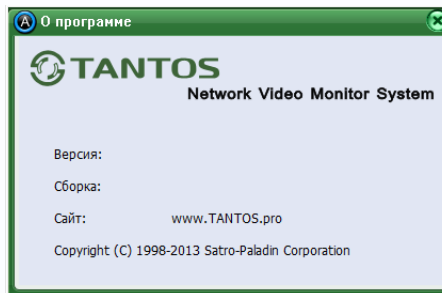 О программе
TANTOS
Network Video Monitor System
Версия:
Сборка:
Сайт: www.TANTOS.pro
Copyright (C) 1998-2013 Satro-Paladin Corporation